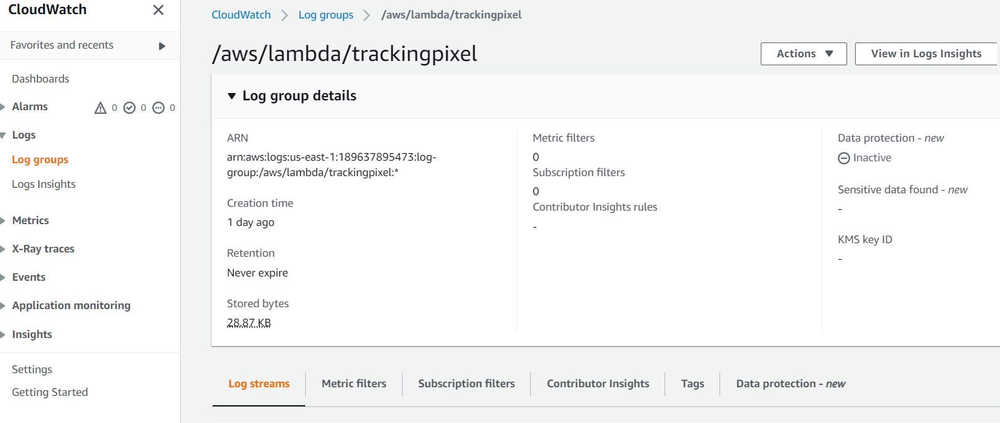 CloudWatch
Favorites and recents
Dashboards
Alarms 0 0 0
Logs
Log groups
Logs Insights
Metrics
X-Ray traces
Events
Application monitoring
Insights
Settings
Getting Started
CloudWatch Log groups /aws/lambda/trackingpixel
/aws/lambda/trackingpixel
Actions
View in Logs Insights
Log group details
ARN
arn:aws:logs:us-east-1:189637895473:log-
group:/aws/lambda/trackingpixel:*
Creation time
1 day ago
Retention
Never expire
Stored bytes
28.87 KB
Metric filters
0
Subscription filters
0
Contributor Insights rules
-
Data protection - new
Inactive
Sensitive data found - new
-
KMS key ID
-
Log streams
Metric filters
Subscription filters
Contributor Insights
Tags
Data protection - new